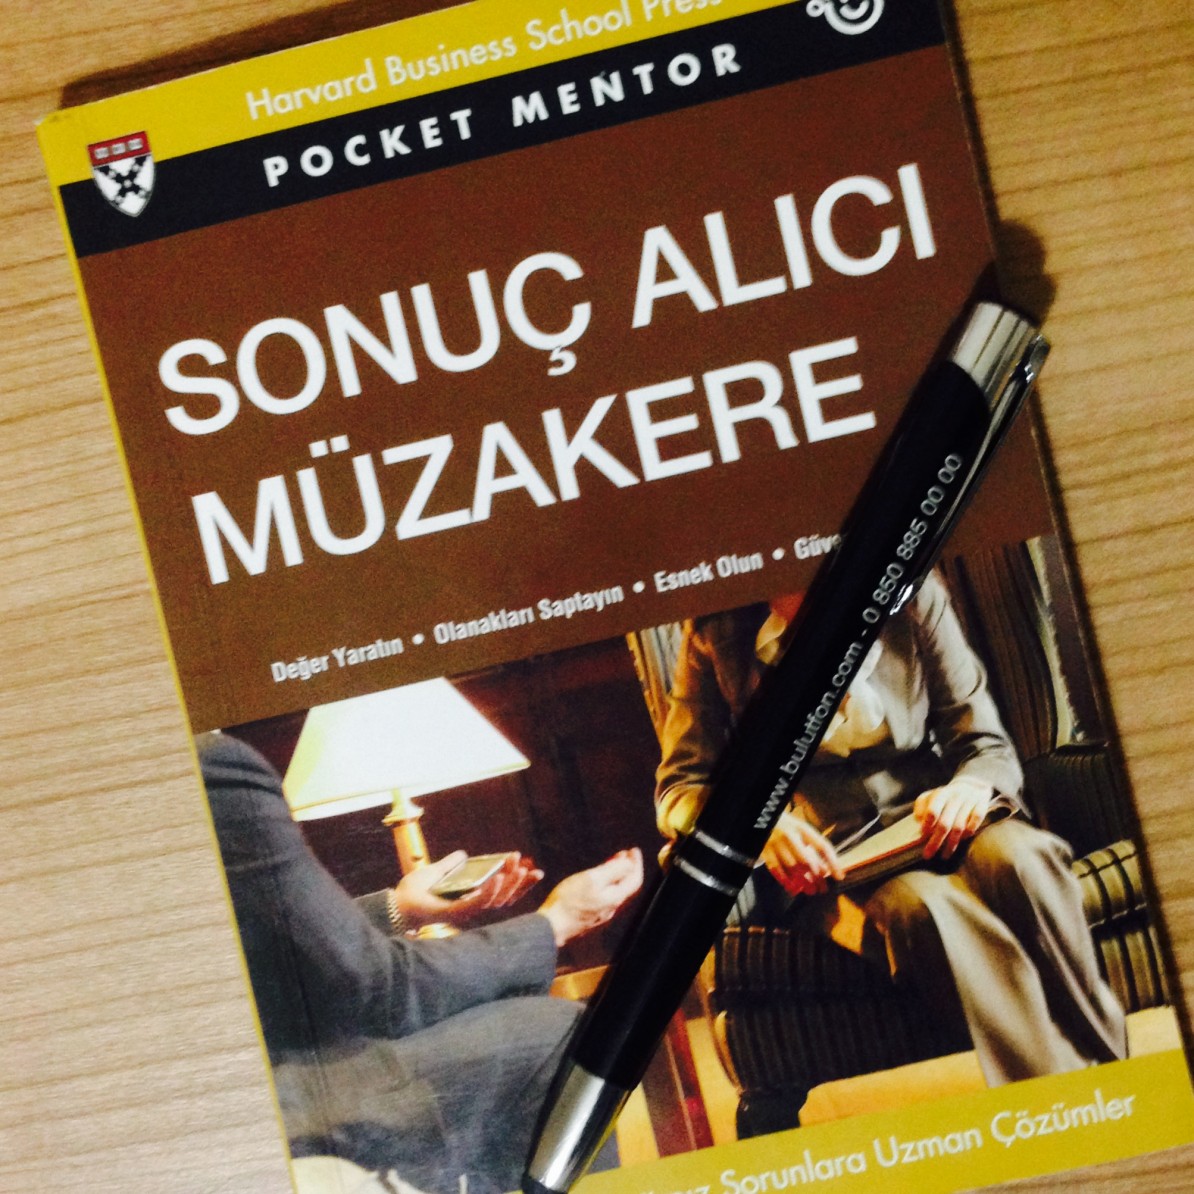 Harvard Business School Press
POCKET MENTOR
SONUÇ ALICI
MÜZAKERE
Değer Yaratın • Olanakları Saptayın • Esnek Olun •
www.bulutfon.com - 0 850 885 00 00
Sorunlara Uzman Çözümler